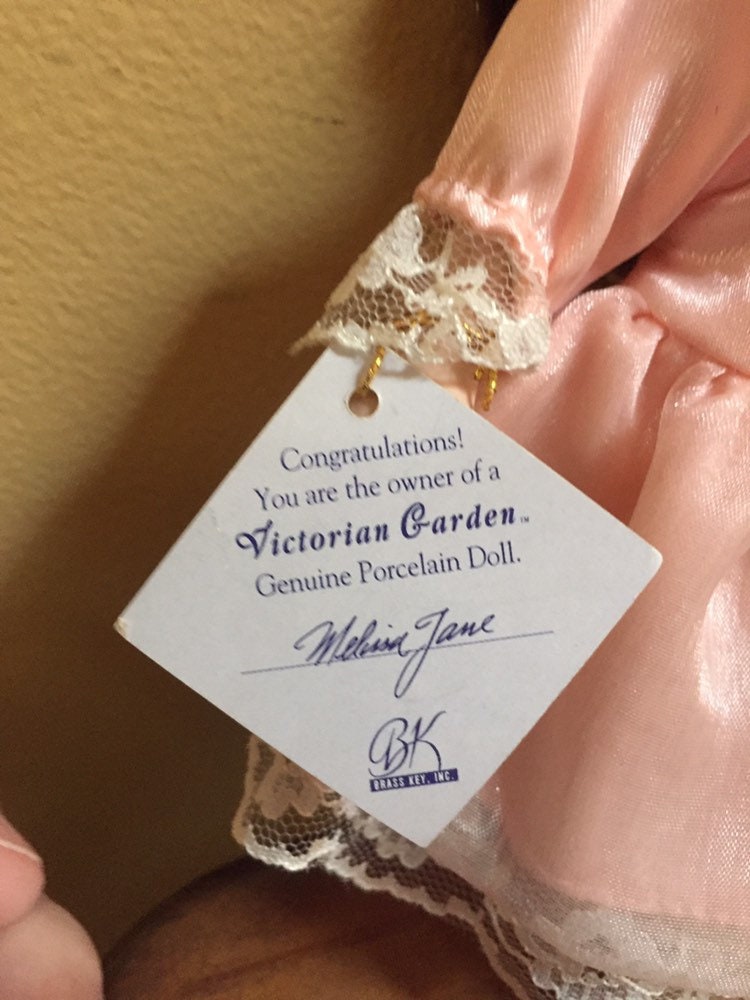 Congratulations!
You are the owner of a
Victorian Garden™
Genuine Porcelain Doll.
Melissa Jane
BK
BRASS KEY, INC.